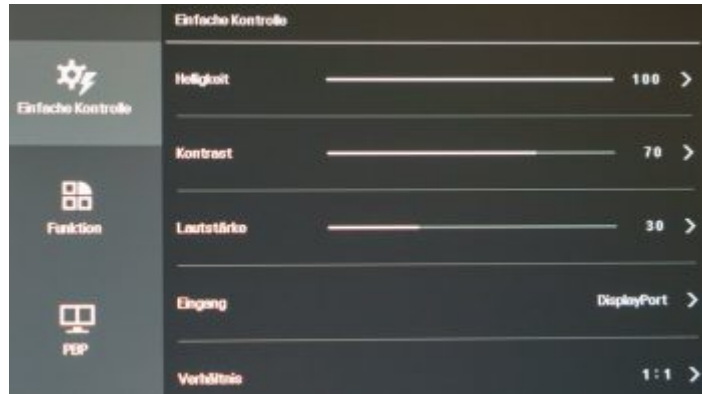 Einfache Kontrolle
Einfache Kontrolle
Helligkeit 100
Kontrast 70
Funktion
Lautstärke 30
Eingang DisplayPort
PBP
Verhältnis 1:1